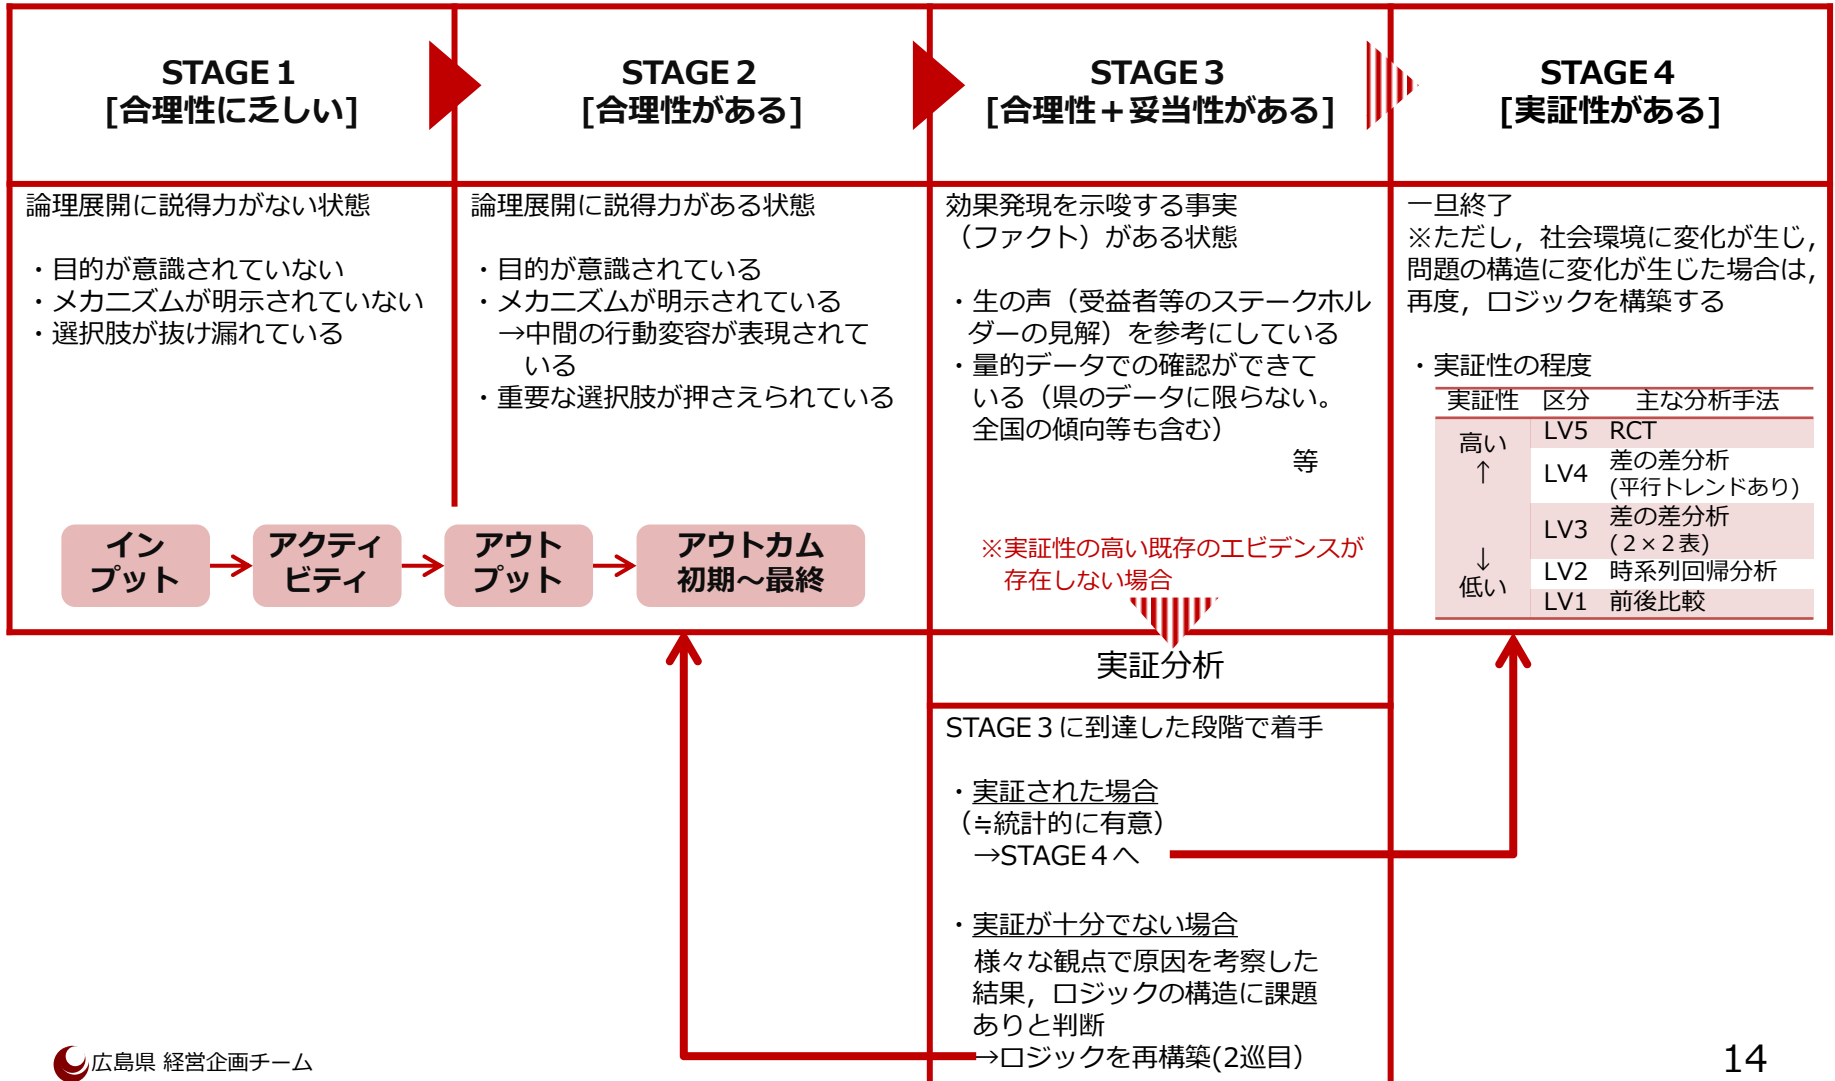 STAGE１
[合理性に乏しい]
STAGE２
[合理性がある]
STAGE３
[合理性＋妥当性がある]
STAGE４
[実証性がある]
論理展開に説得力がない状態
・目的が意識されていない
・メカニズムが明示されていない
・選択肢が抜け漏れている
論理展開に説得力がある状態
・目的が意識されている
・メカニズムが明示されている
→中間の行動変容が表現されて
いる
・重要な選択肢が押さえられている
イン
プット
アクティ
ビティ
アウト
プット
アウトカム
初期～最終
効果発現を示唆する事実
（ファクト）がある状態
・生の声（受益者等のステークホル
ダーの見解）を参考にしている
・量的データでの確認ができて
いる（県のデータに限らない。
全国の傾向等も含む）
等
※実証性の高い既存のエビデンスが
存在しない場合
一旦終了
※ただし，社会環境に変化が生じ，
問題の構造に変化が生じた場合は，
再度，ロジックを構築する
・実証性の程度
実証性 区分 主な分析手法
高い
↑
↓
低い
LV5 RCT
LV4 差の差分析
(平行トレンドあり)
LV3 差の差分析
(２×２表)
LV2 時系列回帰分析
LV1 前後比較
実証分析
STAGE３に到達した段階で着手
・実証された場合
（≒統計的に有意）
→STAGE４へ
・実証が十分でない場合
様々な観点で原因を考察した
結果，ロジックの構造に課題
ありと判断
→ロジックを再構築(2巡目）
広島県 経営企画チーム
14